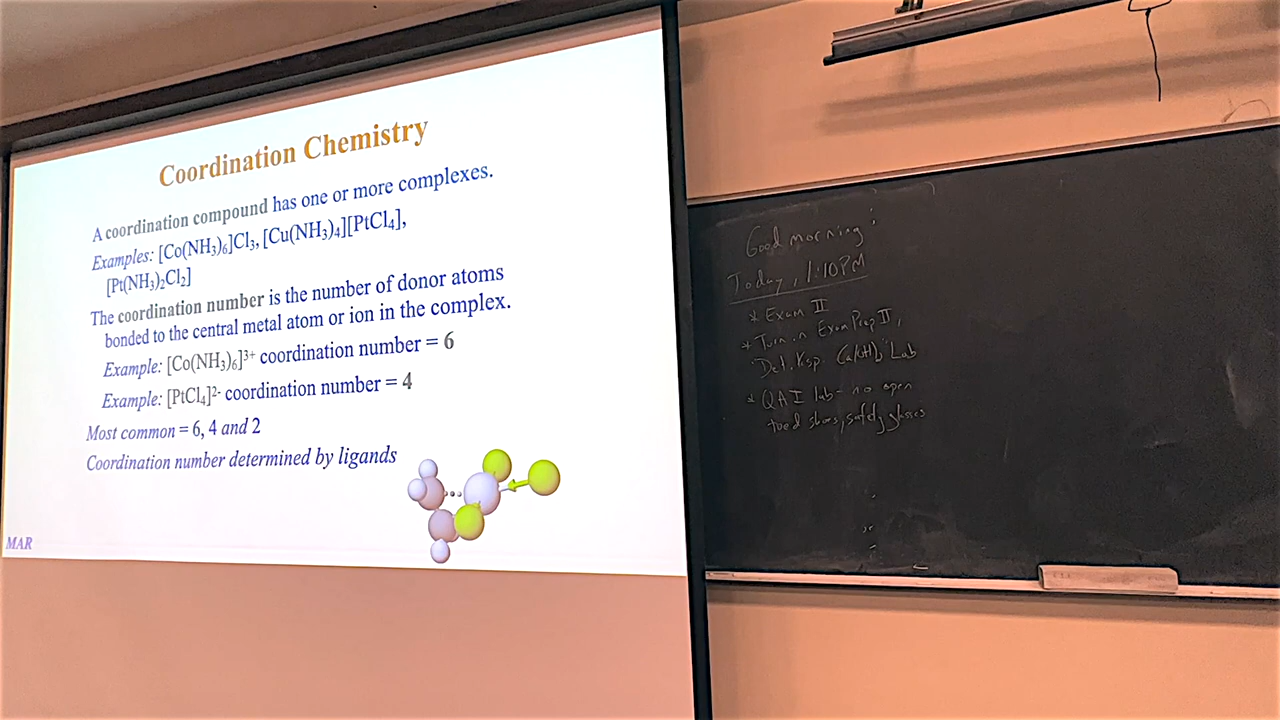 Coordination Chemistry
A coordination compound has one or more complexes.
Examples: [Co(NH₃)₆]Cl₃, [Cu(NH₃)₄][PtCl₄],
[Pt(NH₃)₂Cl₂]
The coordination number is the number of donor atoms
bonded to the central metal atom or ion in the complex.
Example: [Co(NH₃)₆]³⁺ coordination number = 6
Example: [PtCl₄]²⁻ coordination number = 4
Most common = 6, 4 and 2
Coordination number determined by ligands
MAR
Good morning!
Today, 1:10PM
* Exam II
* Turn in Exam Prep II,
"Det. Ksp Ca(OH)₂" Lab
* QAI lab - no open
toed shoes, safety glasses